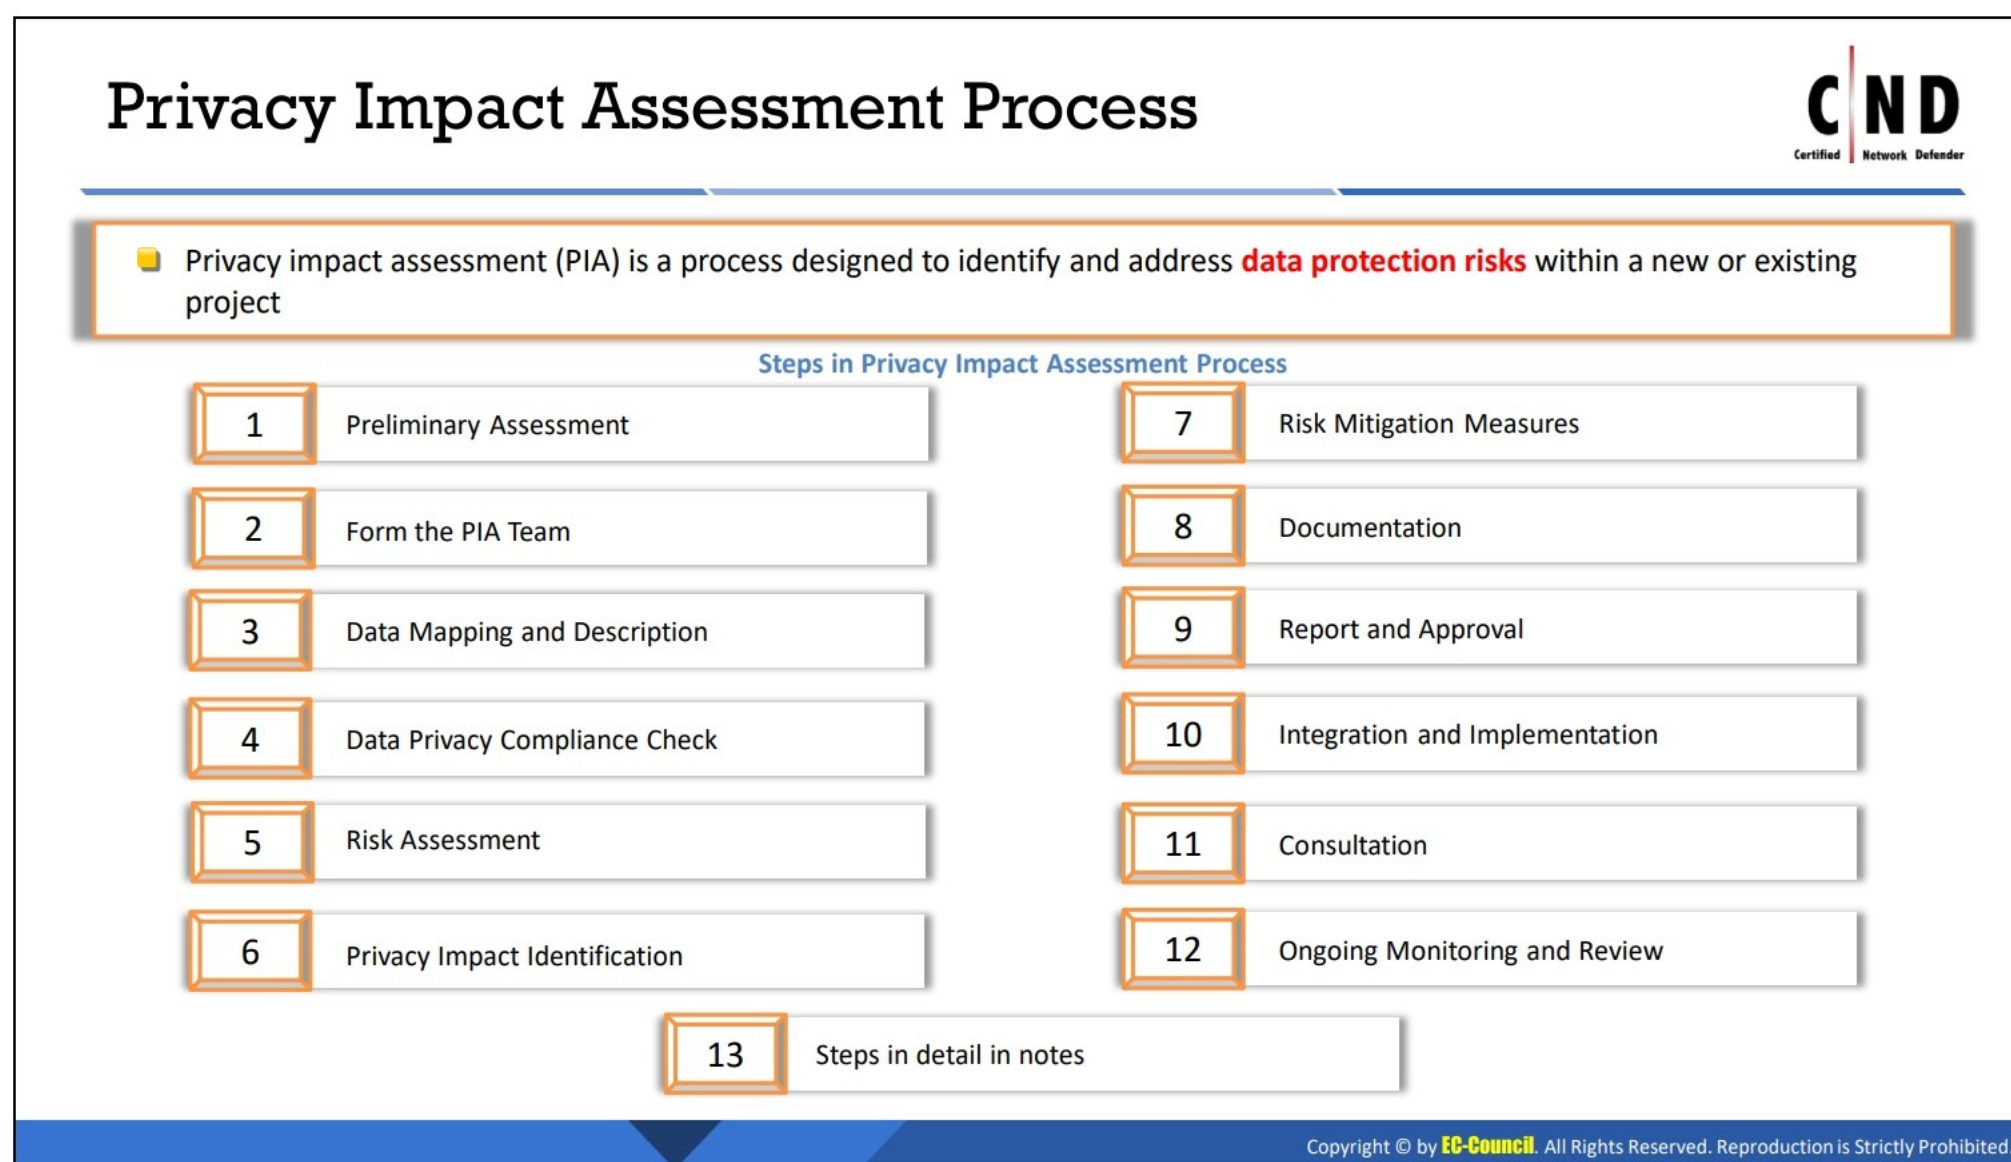 Privacy Impact Assessment Process
C ND
Certified Network Defender
Privacy impact assessment (PIA) is a process designed to identify and address data protection risks within a new or existing
project
Steps in Privacy Impact Assessment Process
1 Preliminary Assessment
2 Form the PIA Team
3 Data Mapping and Description
4 Data Privacy Compliance Check
5 Risk Assessment
6 Privacy Impact Identification
7 Risk Mitigation Measures
8 Documentation
9 Report and Approval
10 Integration and Implementation
11 Consultation
12 Ongoing Monitoring and Review
13 Steps in detail in notes
Copyright © by EC-Council. All Rights Reserved. Reproduction is Strictly Prohibited.